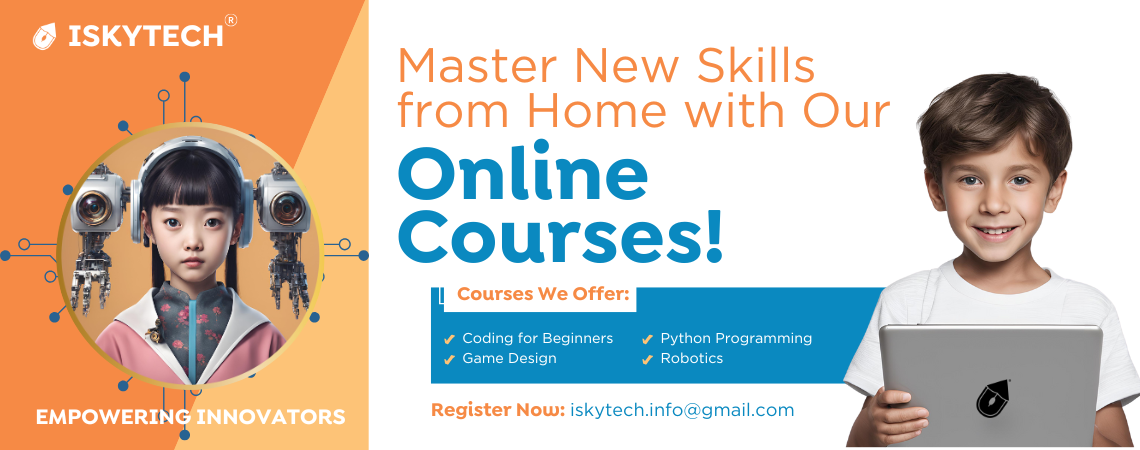 ISKYTECH®
EMPOWERING INNOVATORS
Master New Skills
from Home with Our
Online
Courses!
Courses We Offer:
✔ Coding for Beginners
✔ Game Design
✔ Python Programming
✔ Robotics
Register Now: iskytech.info@gmail.com